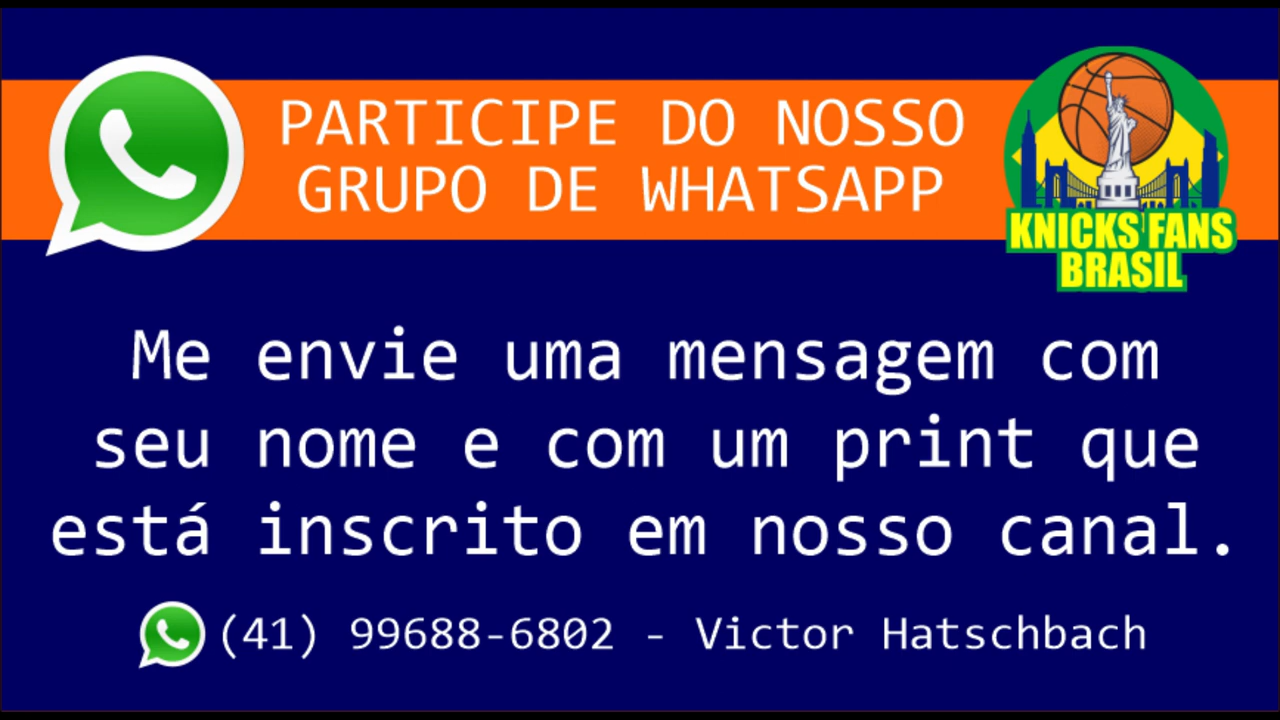 PARTICIPE DO NOSSO
GRUPO DE WHATSAPP
KNICKS FANS
BRASIL
Me envie uma mensagem com
seu nome e com um print que
está inscrito em nosso canal.
(41) 99688-6802 - Victor Hatschbach